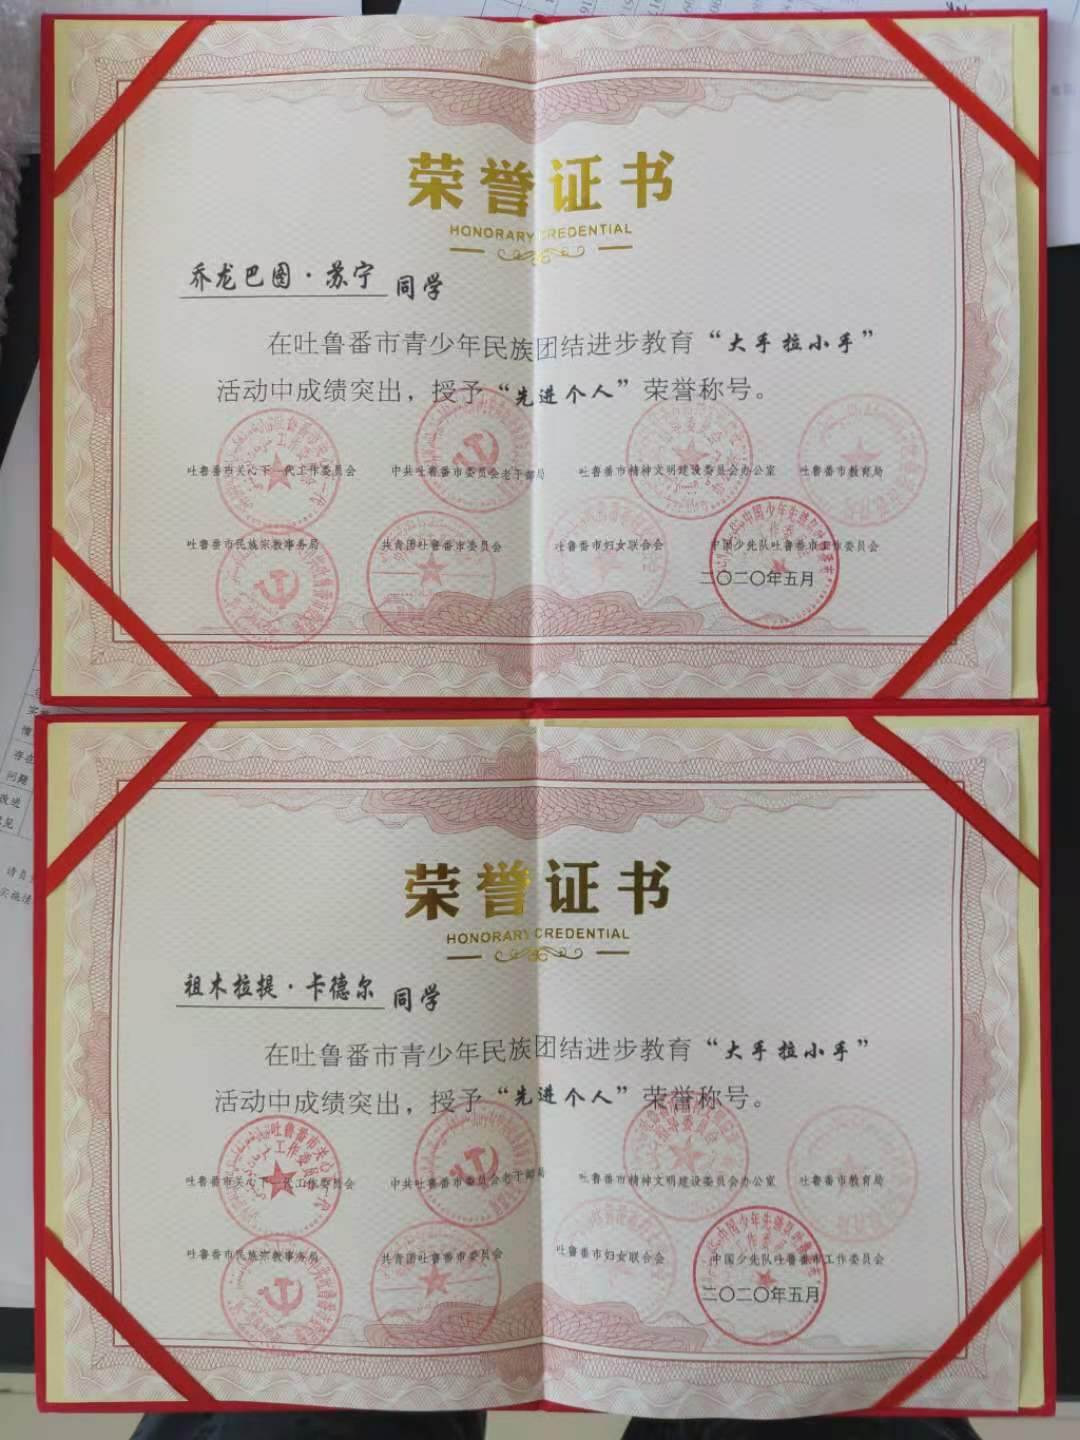 荣誉证书
HONORARY CREDENTIAL
乔龙巴图·苏宁 同学
在吐鲁番市青少年民族团结进步教育“大手拉小手”
活动中成绩突出，授予“先进个人”荣誉称号。
吐鲁番市关心下一代工作委员会 中共吐鲁番市委员会老干部局 吐鲁番市精神文明建设委员会办公室 吐鲁番市教育局
吐鲁番市民族宗教事务局 共青团吐鲁番市委员会 吐鲁番市妇女联合会 中国少先队吐鲁番市工作委员会
二〇二〇年五月
荣誉证书
HONORARY CREDENTIAL
祖木拉提·卡德尔 同学
在吐鲁番市青少年民族团结进步教育“大手拉小手”
活动中成绩突出，授予“先进个人”荣誉称号。
吐鲁番市关心下一代工作委员会 中共吐鲁番市委员会老干部局 吐鲁番市精神文明建设委员会办公室 吐鲁番市教育局
吐鲁番市民族宗教事务局 共青团吐鲁番市委员会 吐鲁番市妇女联合会 中国少先队吐鲁番市工作委员会
二〇二〇年五月